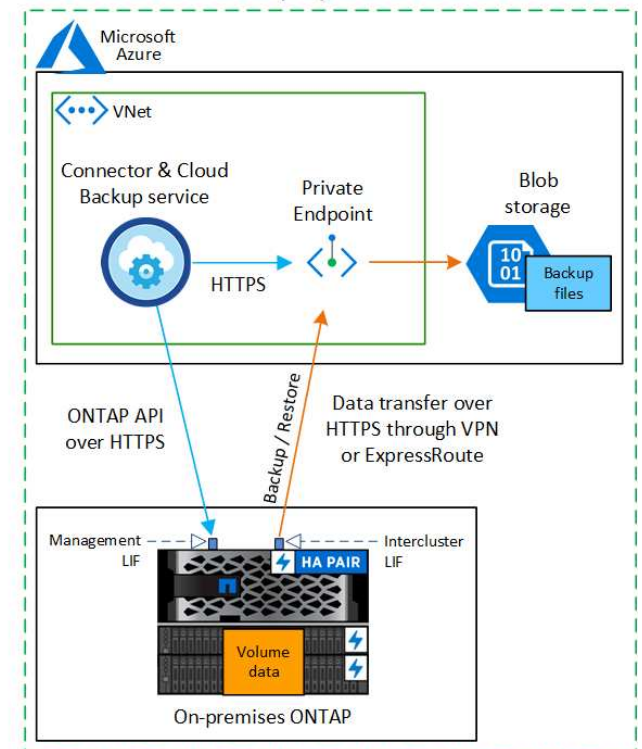 Microsoft
Azure
VNet
Connector & Cloud
Backup service
Private
Endpoint
Blob
storage
HTTPS
10
01
Backup
files
ONTAP API
over HTTPS
Backup / Restore
Data transfer over
HTTPS through VPN
or ExpressRoute
Management
LIF
Intercluster
LIF
HA PAIR
Volume
data
On-premises ONTAP